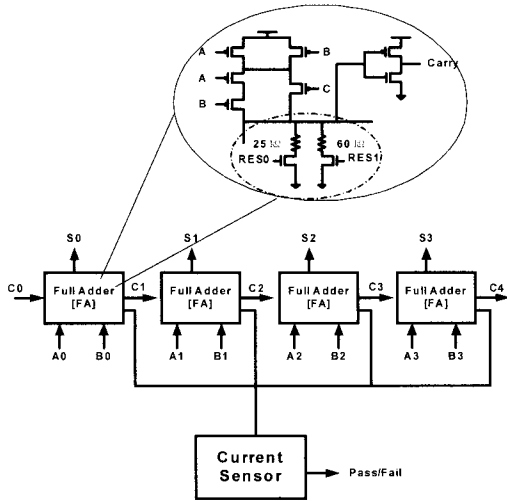 A
B
A
Carry
B
C
25 kΩ
60 kΩ
RES0
RES1
S0
S1
S2
S3
C0
Full Adder
[FA]
C1
Full Adder
[FA]
C2
Full Adder
[FA]
C3
Full Adder
[FA]
C4
A0
B0
A1
B1
A2
B2
A3
B3
Current
Sensor
Pass/Fail